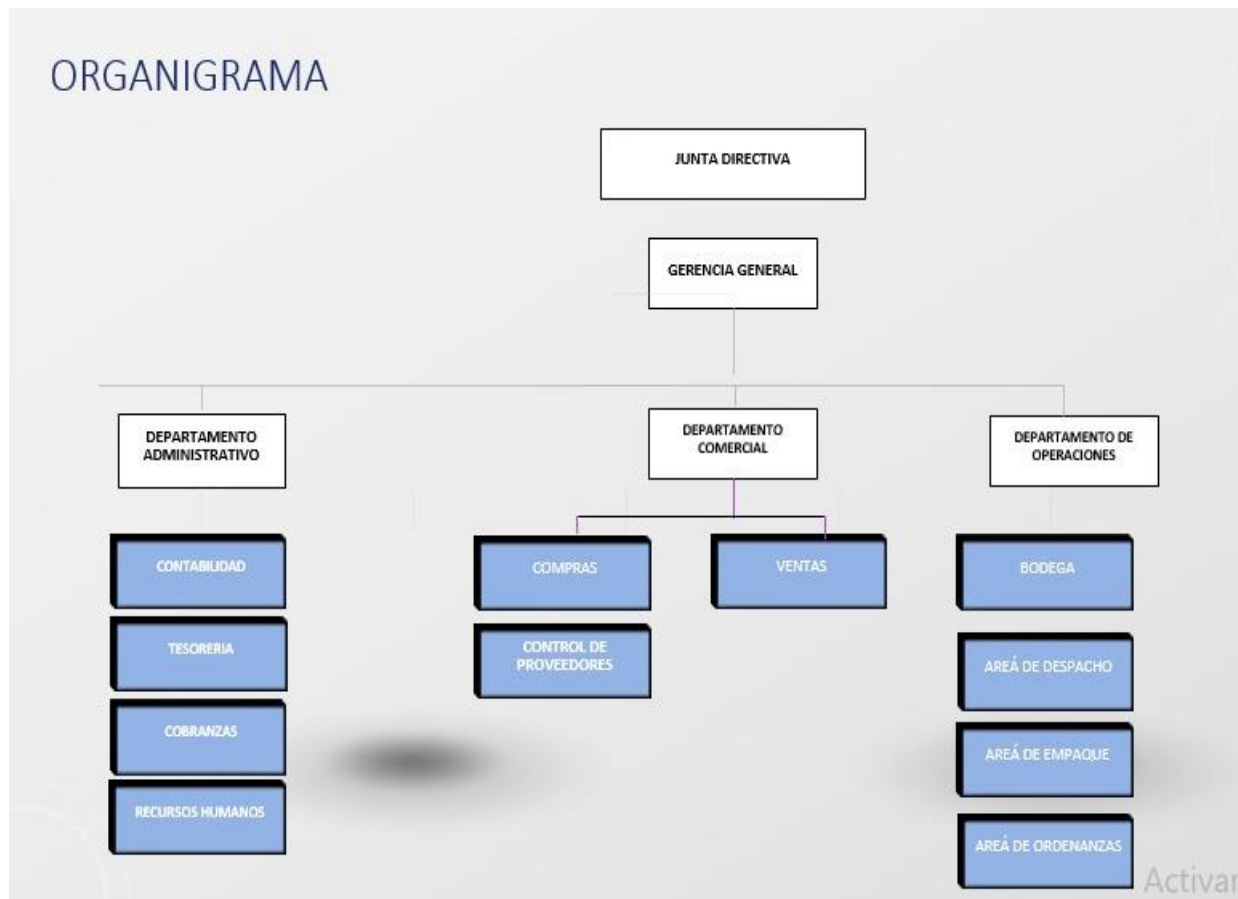 ORGANIGRAMA
JUNTA DIRECTIVA
GERENCIA GENERAL
DEPARTAMENTO
ADMINISTRATIVO
DEPARTAMENTO
COMERCIAL
DEPARTAMENTO DE
OPERACIONES
CONTABILIDAD
COMPRAS
VENTAS
BODEGA
TESORERIA
CONTROL DE
PROVEEDORES
AREÁ DE DESPACHO
COBRANZAS
AREÁ DE EMPAQUE
RECURSOS HUMANOS
AREÁ DE ORDENANZAS
Activar